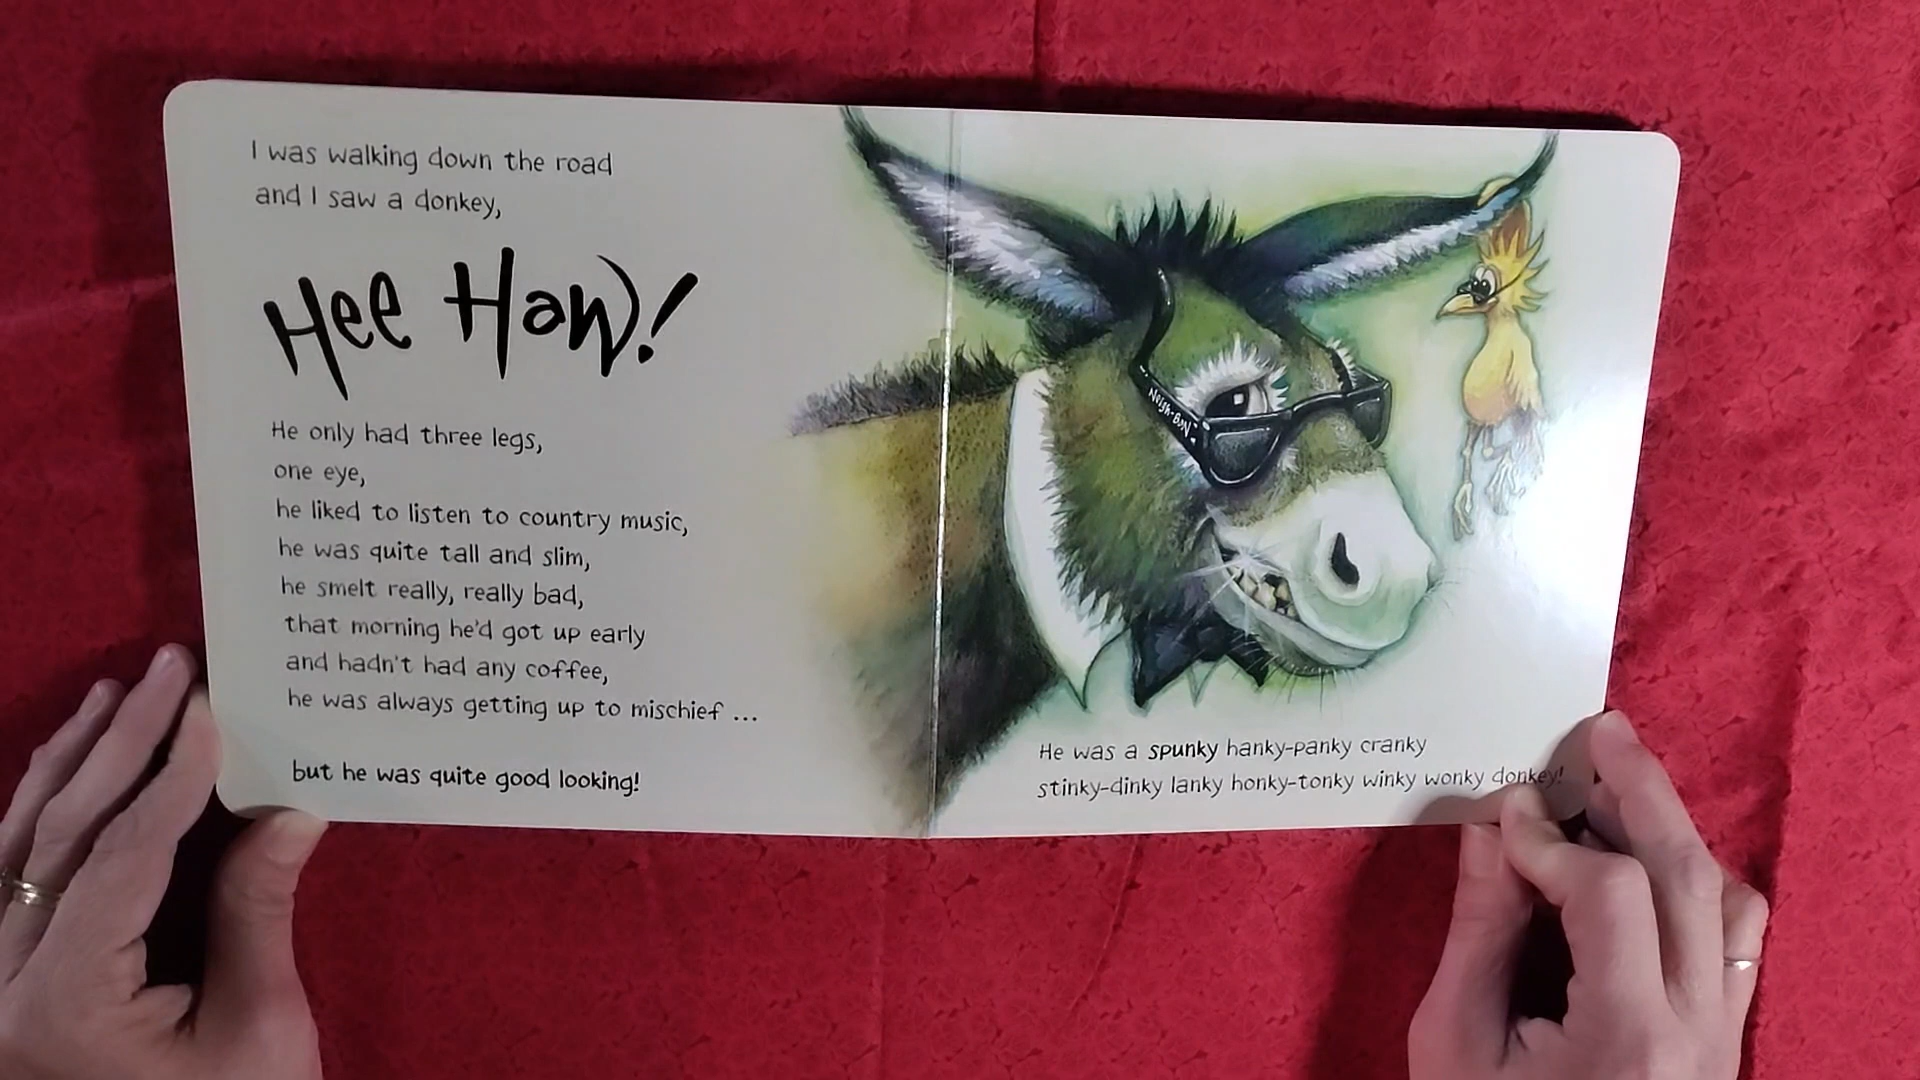 I was walking down the road
and I saw a donkey,
Hee Haw!
He only had three legs,
one eye,
he liked to listen to country music,
he was quite tall and slim,
he smelt really, really bad,
that morning he'd got up early
and hadn't had any coffee,
he was always getting up to mischief ...
but he was quite good looking!
Neigh-Ban
He was a spunky hanky-panky cranky
stinky-dinky lanky honky-tonky winky wonky donkey!